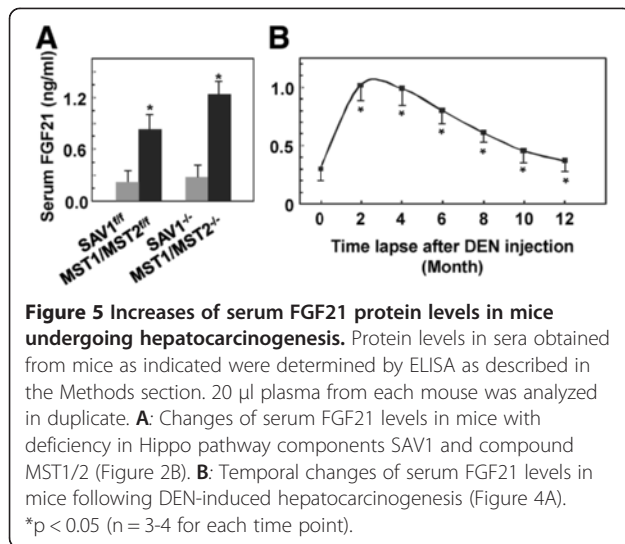 A
B
Serum FGF21 (ng/ml)
1.2
0.6
0.0
*
*
SAV1f/f
MST1/MST2f/f
SAV1-/-
MST1/MST2-/-
1.0
0.5
0
*
*
*
*
*
*
0 2 4 6 8 10 12
Time lapse after DEN injection
(Month)
Figure 5 Increases of serum FGF21 protein levels in mice
undergoing hepatocarcinogenesis. Protein levels in sera obtained
from mice as indicated were determined by ELISA as described in
the Methods section. 20 μl plasma from each mouse was analyzed
in duplicate. A: Changes of serum FGF21 levels in mice with
deficiency in Hippo pathway components SAV1 and compound
MST1/2 (Figure 2B). B: Temporal changes of serum FGF21 levels in
mice following DEN-induced hepatocarcinogenesis (Figure 4A).
*p < 0.05 (n = 3-4 for each time point).